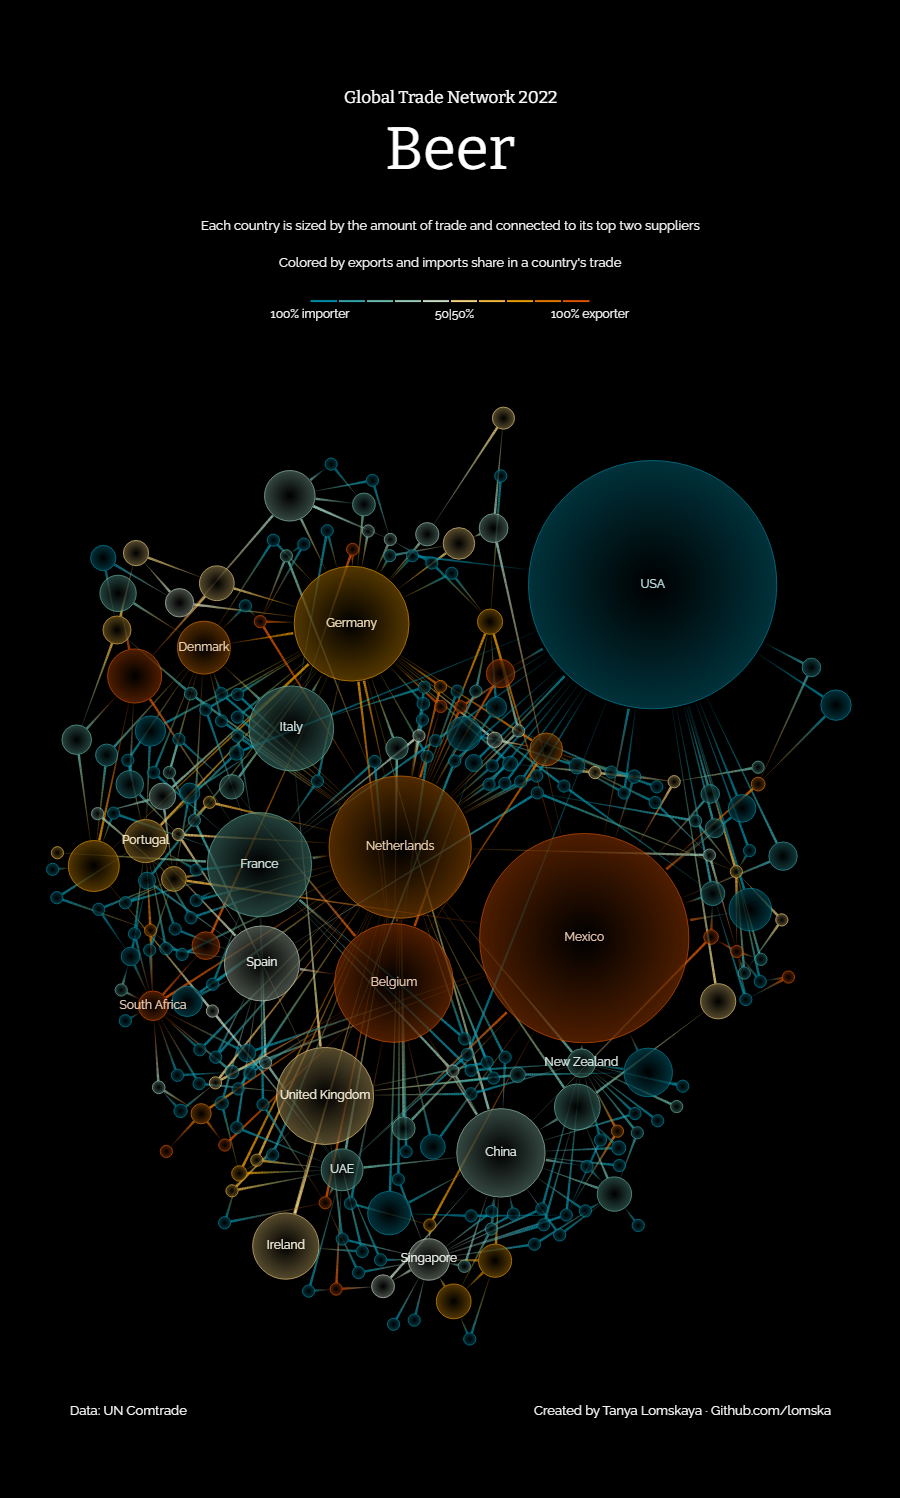 Global Trade Network 2022
Beer
Each country is sized by the amount of trade and connected to its top two suppliers
Colored by exports and imports share in a country's trade
100% importer 50|50% 100% exporter
USA
Germany
Denmark
Italy
Portugal
Netherlands
France
Mexico
Spain
Belgium
South Africa
New Zealand
United Kingdom
China
UAE
Ireland
Singapore
Data: UN Comtrade
Created by Tanya Lomskaya · Github.com/lomska